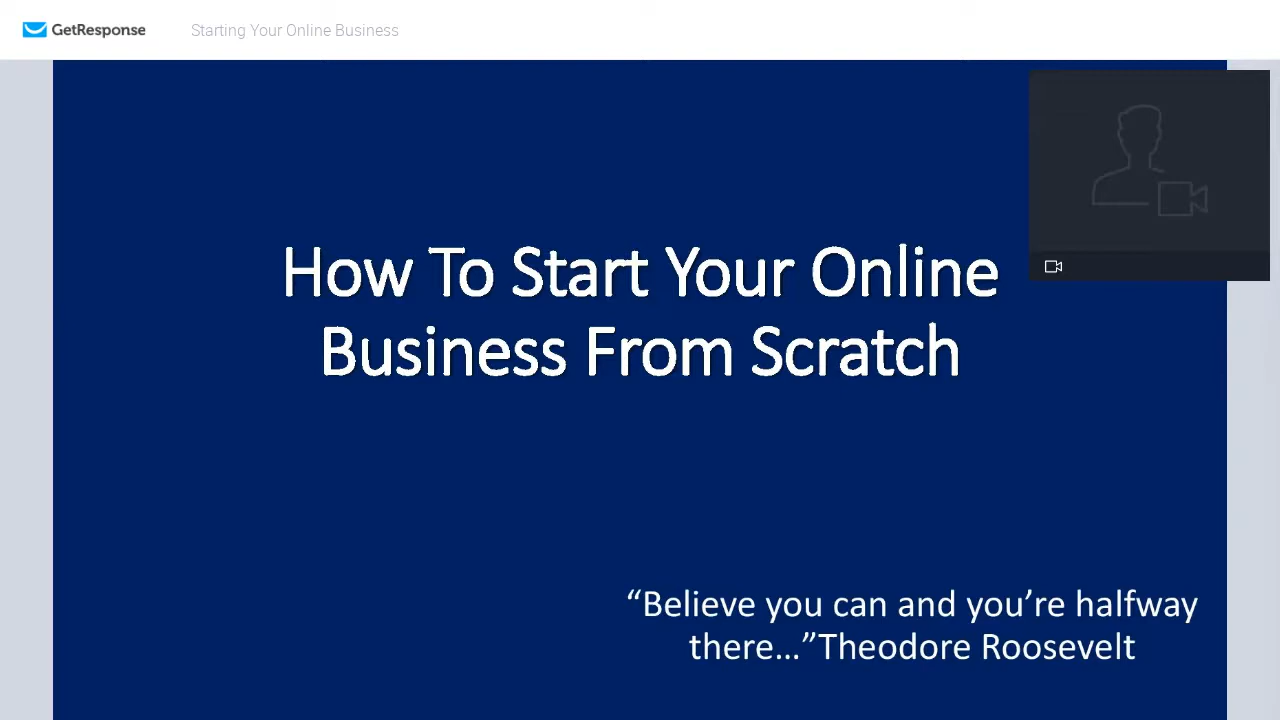 GetResponse
Starting Your Online Business
How To Start Your Online
Business From Scratch
“Believe you can and you’re halfway
there…”Theodore Roosevelt